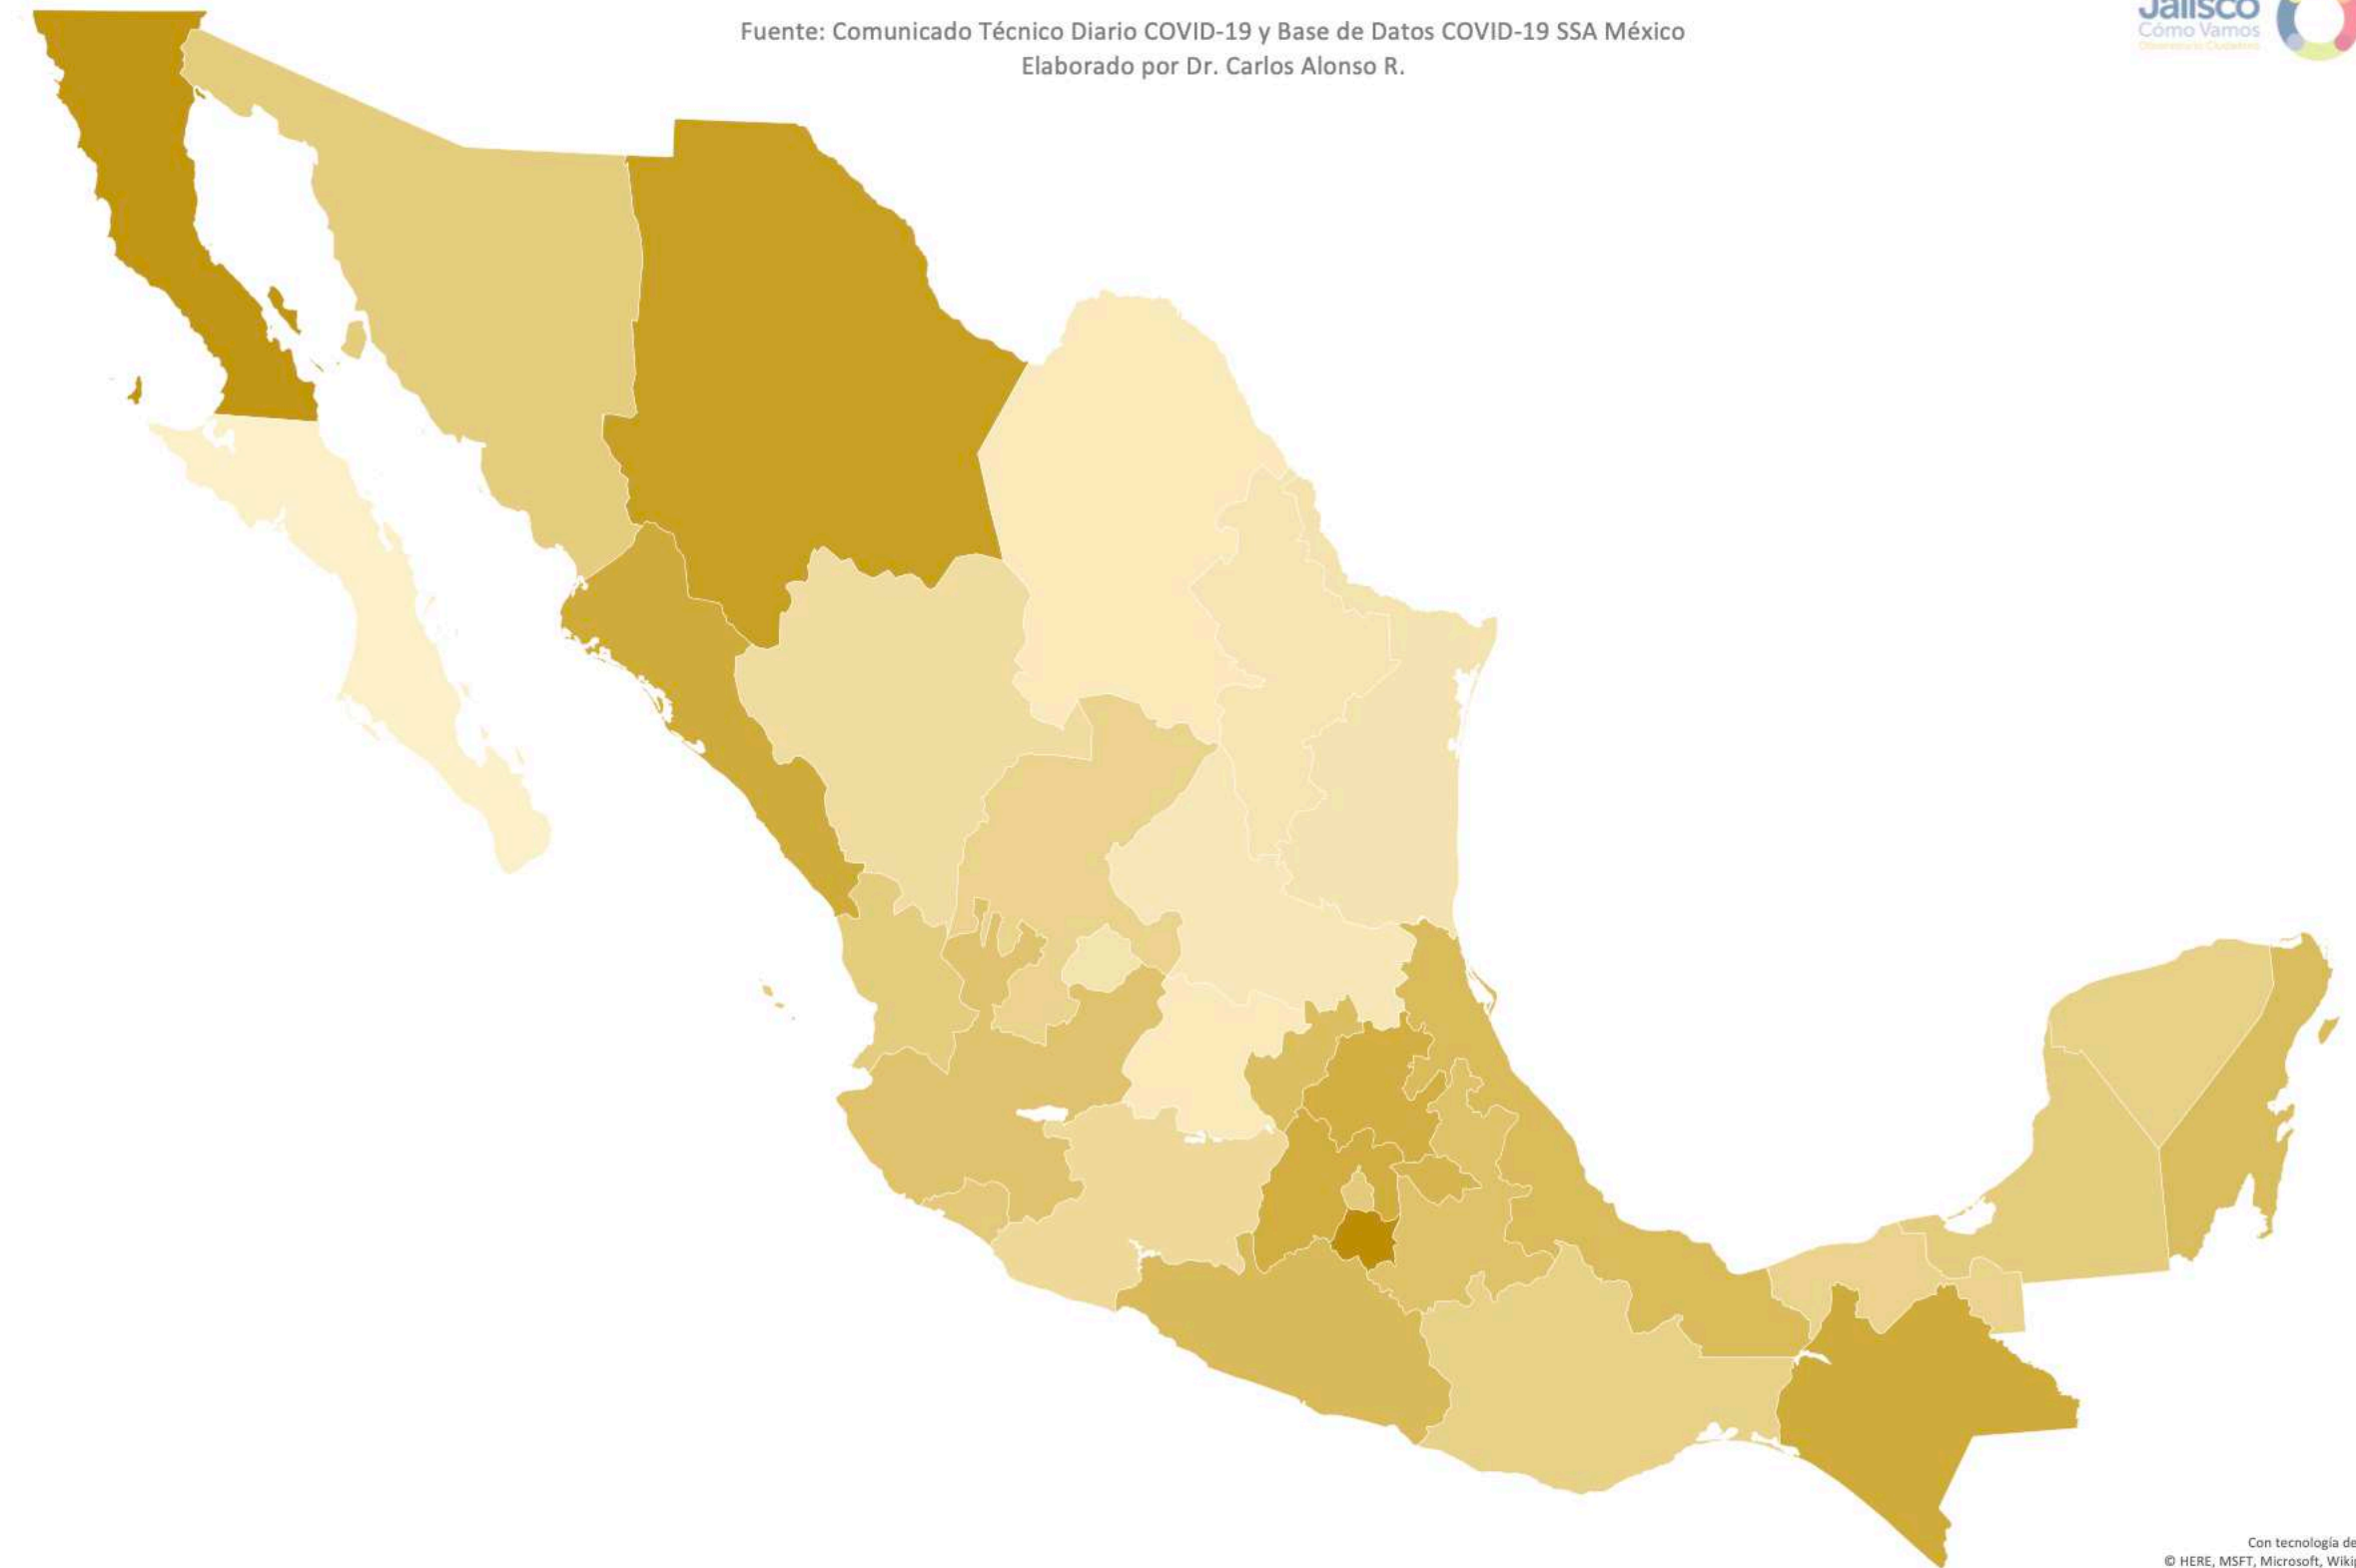 Fuente: Comunicado Técnico Diario COVID-19 y Base de Datos COVID-19 SSA México
Elaborado por Dr. Carlos Alonso R.
Jalisco
Cómo Vamos
Con tecnología de
© HERE, MSFT, Microsoft, Wiki